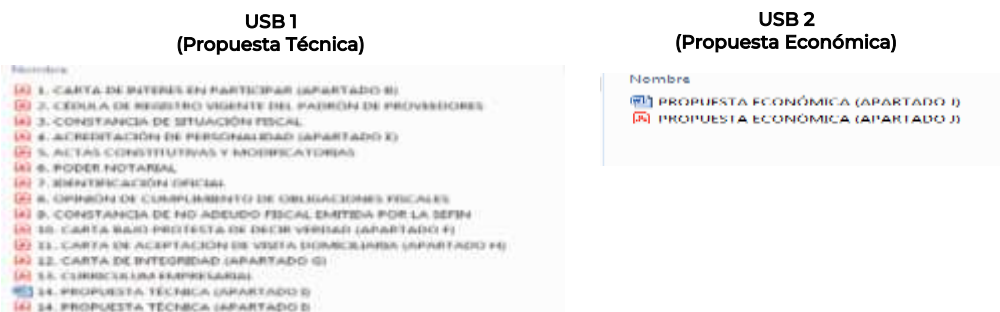 USB 1
(Propuesta Técnica)
Nombre
1. CARTA DE INTERES EN PARTICIPAR (APARTADO B)
2. CÉDULA DE REGISTRO VIGENTE DEL PADRÓN DE PROVEEDORES
3. CONSTANCIA DE SITUACIÓN FISCAL
4. ACREDITACIÓN DE PERSONALIDAD (APARTADO E)
5. ACTAS CONSTITUTIVAS Y MODIFICATORIAS
6. PODER NOTARIAL
7. IDENTIFICACIÓN OFICIAL
8. OPINIÓN DE CUMPLIMIENTO DE OBLIGACIONES FISCALES
9. CONSTANCIA DE NO ADEUDO FISCAL EMITIDA POR LA SEFIN
10. CARTA BAJO PROTESTA DE DECIR VERDAD (APARTADO F)
11. CARTA DE ACEPTACIÓN DE VISITA DOMICILIARIA (APARTADO H)
12. CARTA DE INTEGRIDAD (APARTADO G)
13. CURRICULUM EMPRESARIAL
14. PROPUESTA TÉCNICA (APARTADO I)
14. PROPUESTA TÉCNICA (APARTADO I)
USB 2
(Propuesta Económica)
Nombre
PROPUESTA ECONÓMICA (APARTADO J)
PROPUESTA ECONÓMICA (APARTADO J)